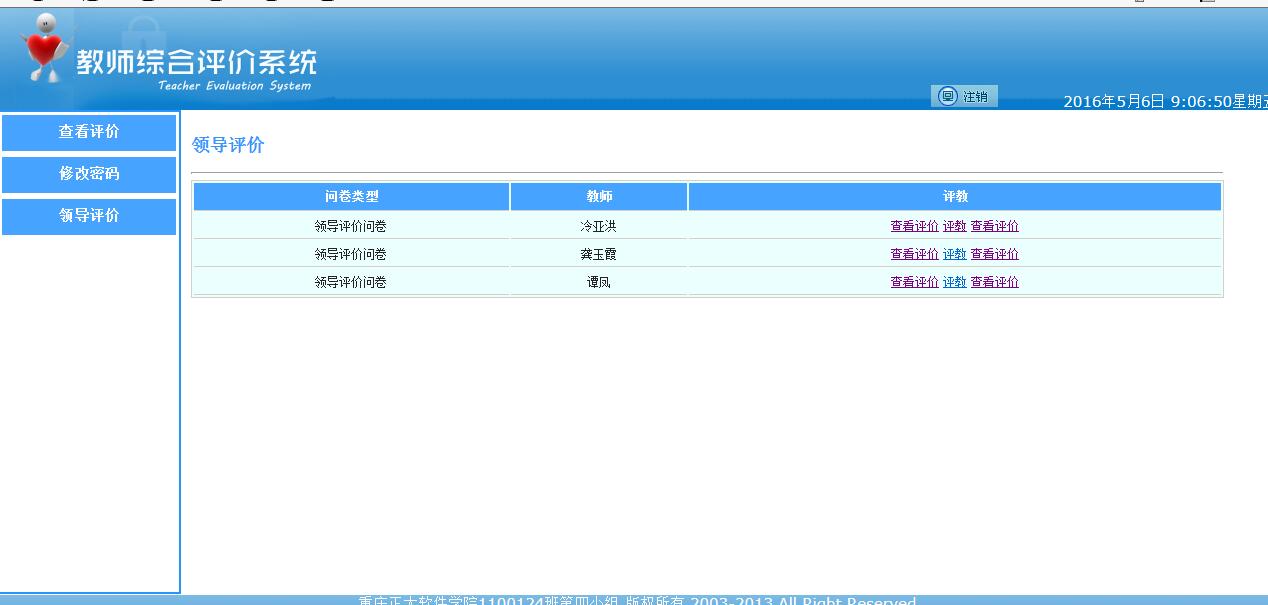 教师综合评价系统
Teacher Evaluation System
注销
2016年5月6日 9:06:50星期五
查看评价
修改密码
领导评价
领导评价
问卷类型 教师 评教
领导评价问卷 冷亚洪 查看评价 评教 查看评价
领导评价问卷 龚玉霞 查看评价 评教 查看评价
领导评价问卷 谭凤 查看评价 评教 查看评价
重庆正大软件学院1100124班第四小组 版权所有 2003-2013 All Right Reserved